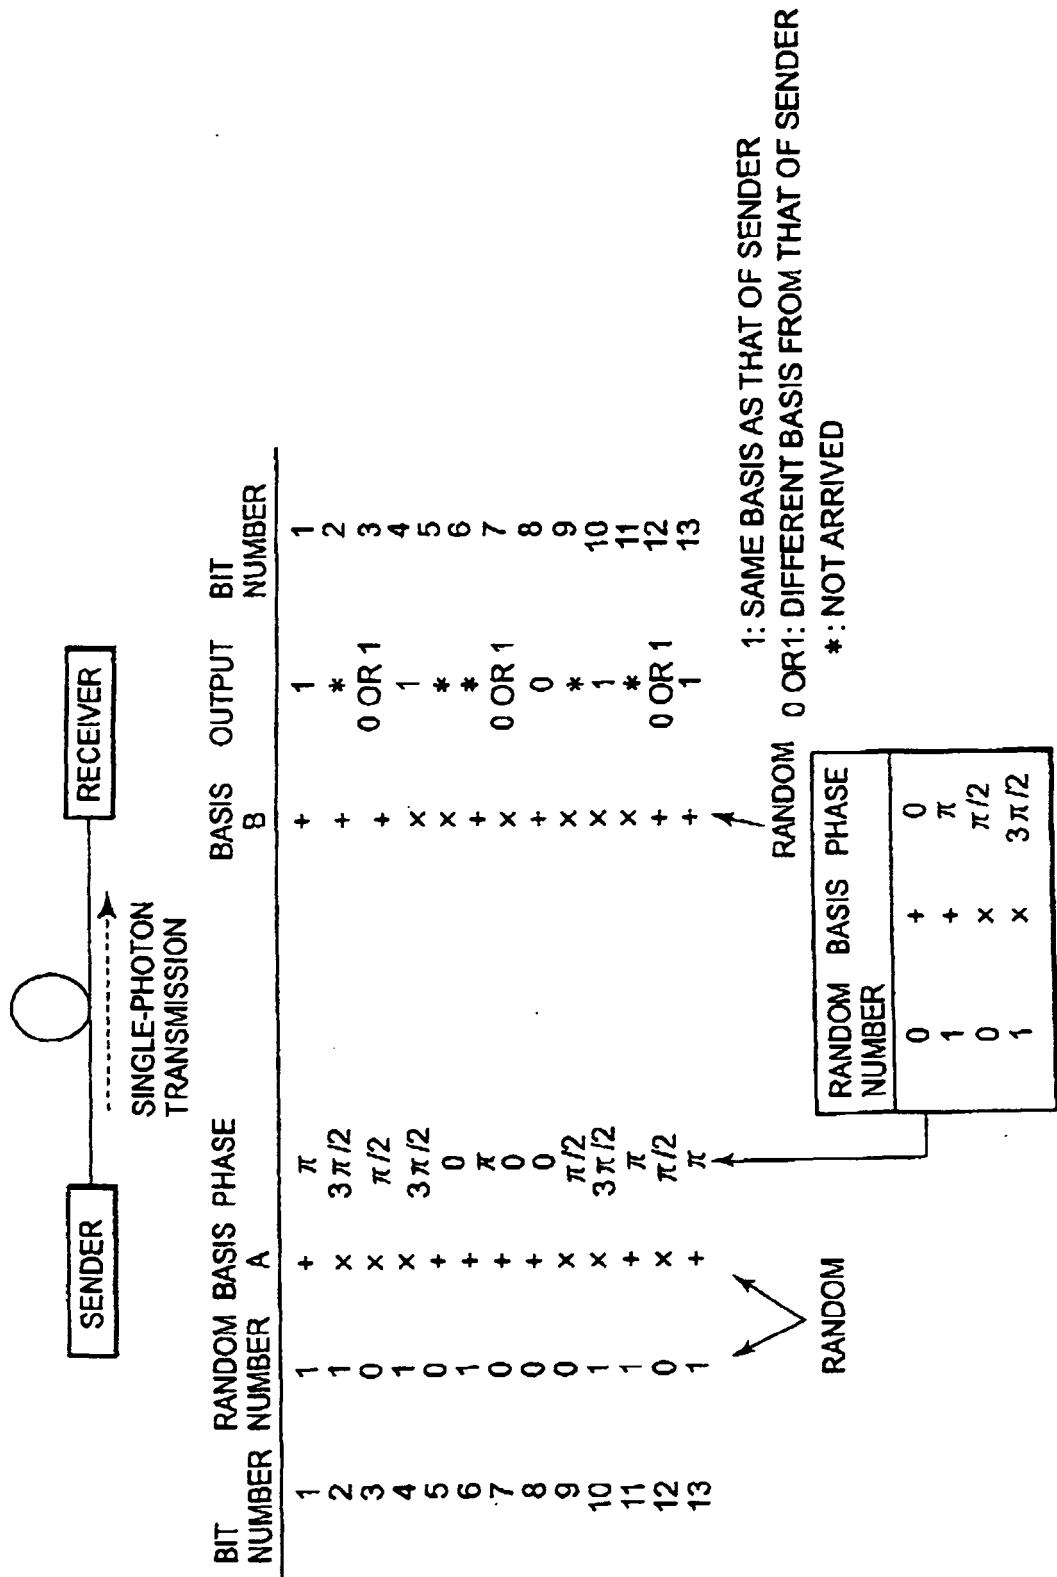 SENDER
RECEIVER
SINGLE-PHOTON
TRANSMISSION
BIT NUMBER RANDOM NUMBER BASIS A PHASE BASIS B OUTPUT BIT NUMBER
1 1 + π + 1 1
2 1 × 3π/2 + * 2
3 0 × π/2 + 0 OR 1 3
4 1 × 3π/2 × 1 4
5 0 + 0 × * 5
6 1 + π + * 6
7 0 + 0 × 0 OR 1 7
8 0 + 0 + 0 8
9 0 × π/2 × * 9
10 1 × 3π/2 × 1 10
11 1 + π × * 11
12 0 × π/2 + 0 OR 1 12
13 1 + π + 1 13
RANDOM
RANDOM
1: SAME BASIS AS THAT OF SENDER
0 OR1: DIFFERENT BASIS FROM THAT OF SENDER
*: NOT ARRIVED
RANDOM NUMBER BASIS PHASE
0 + 0
1 + π
0 × π/2
1 × 3π/2